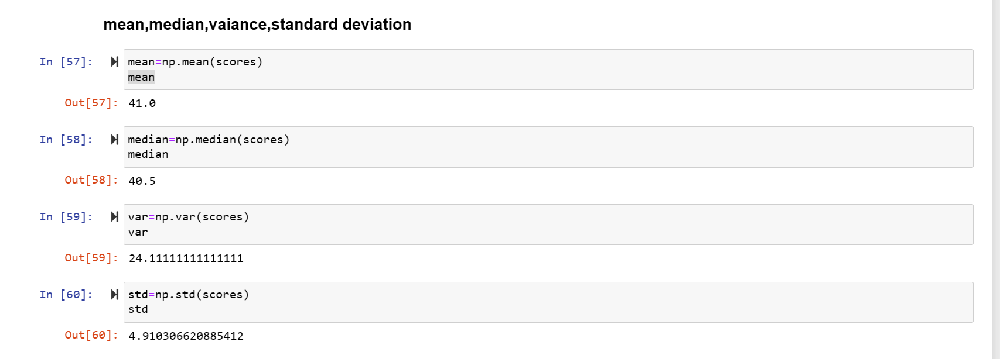 mean,median,vaiance,standard deviation
In [57]: mean=np.mean(scores)
mean
Out[57]: 41.0
In [58]: median=np.median(scores)
median
Out[58]: 40.5
In [59]: var=np.var(scores)
var
Out[59]: 24.11111111111111
In [60]: std=np.std(scores)
std
Out[60]: 4.910306620885412